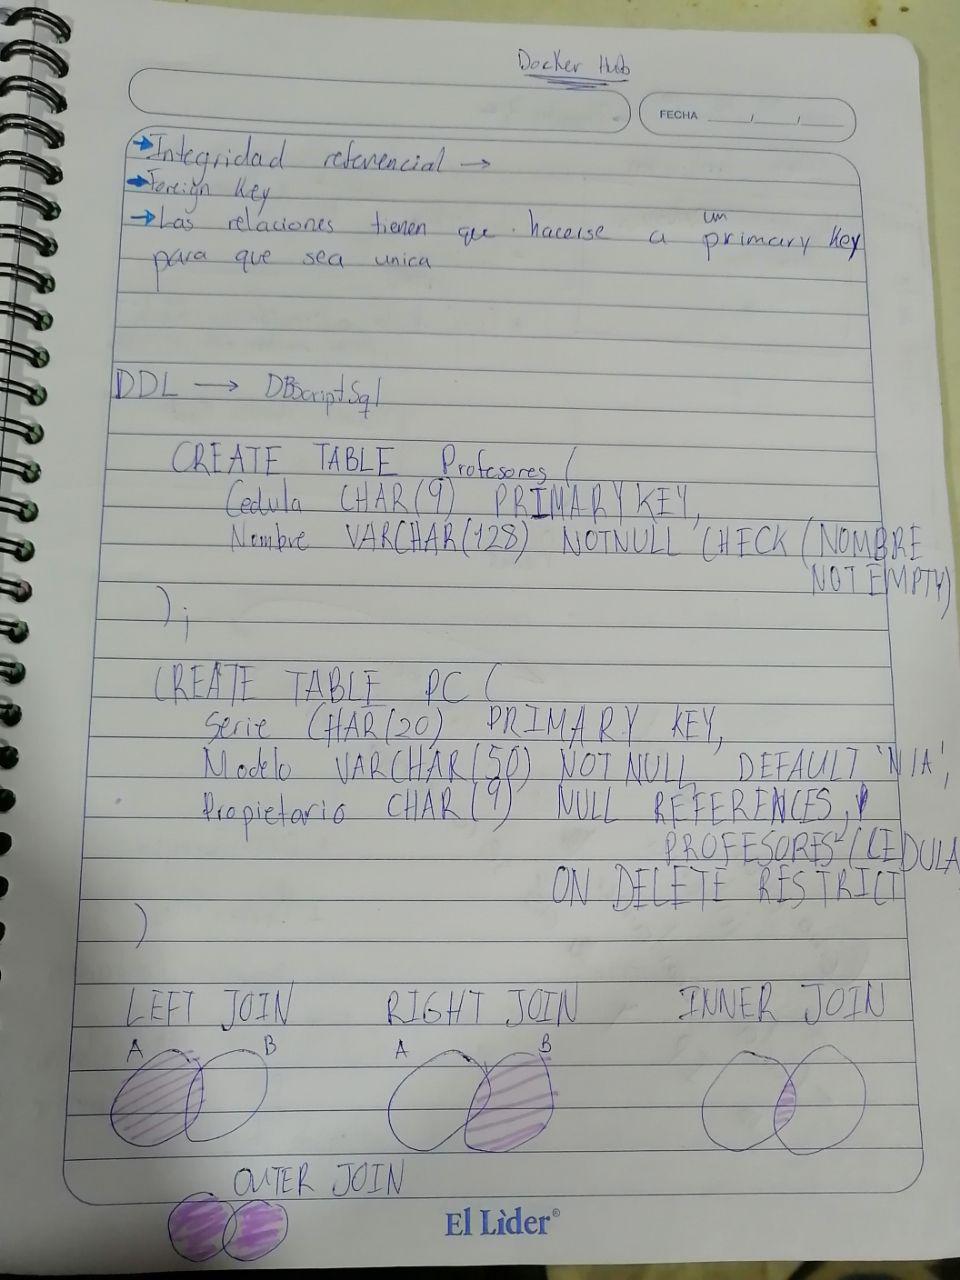 Docker Hub
FECHA ___/___/___
→ Integridad referencial →
→ Foreign Key
→ Las relaciones tienen que hacerse a un primary Key
para que sea unica
DDL → DBScriptSql
CREATE TABLE Profesores (
Cedula CHAR(9) PRIMARY KEY,
Nombre VARCHAR(128) NOTNULL CHECK (NOMBRE
NOT EMPTY)
);
CREATE TABLE PC (
Serie CHAR(20) PRIMARY KEY,
Modelo VARCHAR(50) NOT NULL DEFAULT 'N/A',
Propietario CHAR(9) NULL REFERENCES
PROFESORES (CEDULA
ON DELETE RESTRICT
)
LEFT JOIN RIGHT JOIN INNER JOIN
A B A B
OUTER JOIN
El Lìder®